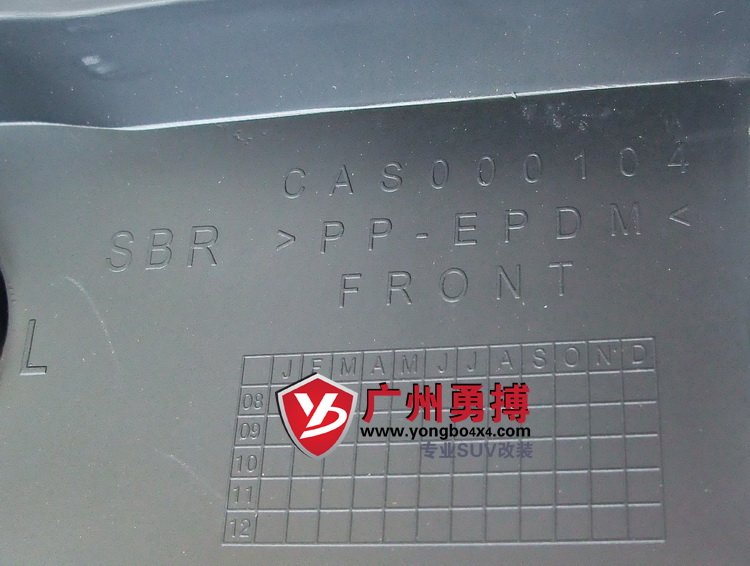 CAS000104
SBR >PP-EPDM<
FRONT
L
J F M A M J J A S O N D
08
09
10
11
12
YB 广州勇搏
www.yongbo4x4.com
专业SUV改装